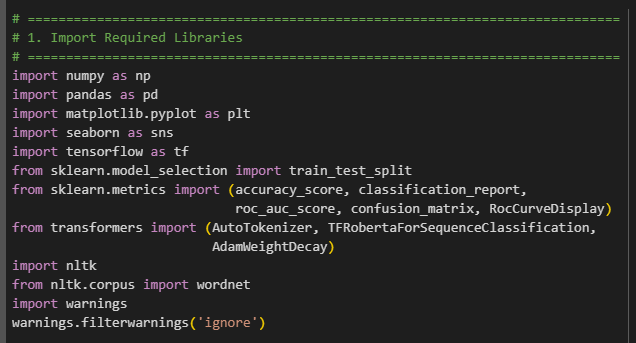 # =============================================================================
# 1. Import Required Libraries
# =============================================================================
import numpy as np
import pandas as pd
import matplotlib.pyplot as plt
import seaborn as sns
import tensorflow as tf
from sklearn.model_selection import train_test_split
from sklearn.metrics import (accuracy_score, classification_report,
                             roc_auc_score, confusion_matrix, RocCurveDisplay)
from transformers import (AutoTokenizer, TFRobertaForSequenceClassification,
                          AdamWeightDecay)
import nltk
from nltk.corpus import wordnet
import warnings
warnings.filterwarnings('ignore')